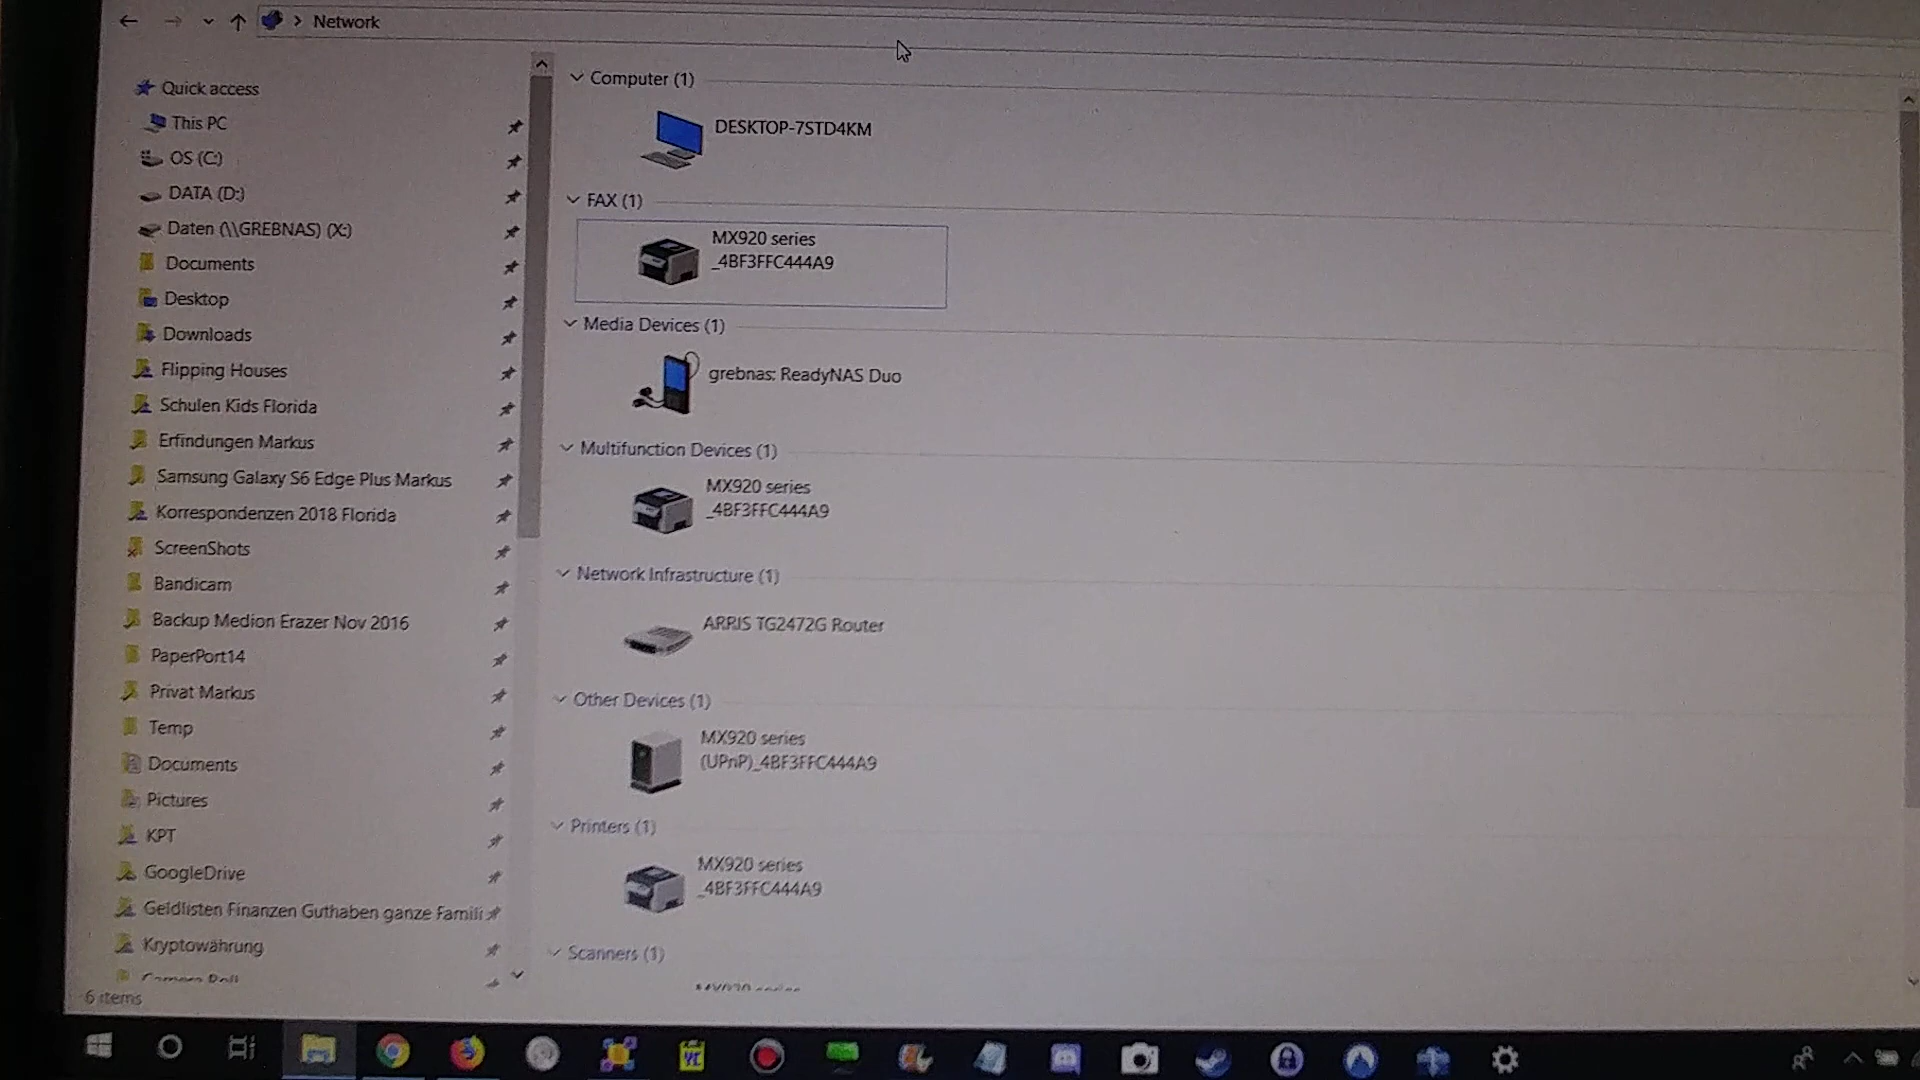 Network
Quick access
This PC
OS (C:)
DATA (D:)
Daten (\\GREBNAS) (X:)
Documents
Desktop
Downloads
Flipping Houses
Schulen Kids Florida
Erfindungen Markus
Samsung Galaxy S6 Edge Plus Markus
Korrespondenzen 2018 Florida
ScreenShots
Bandicam
Backup Medion Erazer Nov 2016
PaperPort14
Privat Markus
Temp
Documents
Pictures
KPT
GoogleDrive
Geldlisten Finanzen Guthaben ganze Famili
Kryptowährung
Camera Roll
6 items
Computer (1)
DESKTOP-7STD4KM
FAX (1)
MX920 series
_4BF3FFC444A9
Media Devices (1)
grebnas: ReadyNAS Duo
Multifunction Devices (1)
MX920 series
_4BF3FFC444A9
Network Infrastructure (1)
ARRIS TG2472G Router
Other Devices (1)
MX920 series
(UPnP)_4BF3FFC444A9
Printers (1)
MX920 series
_4BF3FFC444A9
Scanners (1)
MX920 series